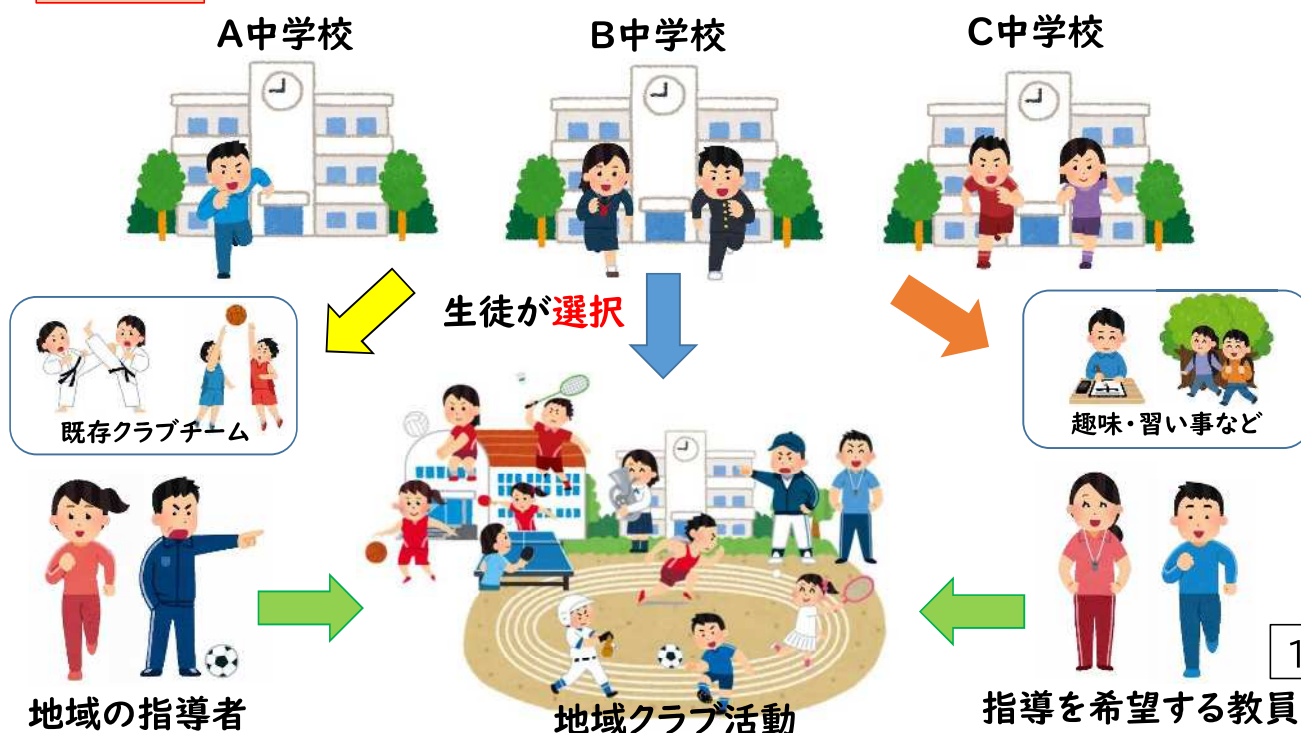 A中学校
B中学校
C中学校
生徒が選択
既存クラブチーム
趣味・習い事など
地域の指導者
地域クラブ活動
指導を希望する教員
1